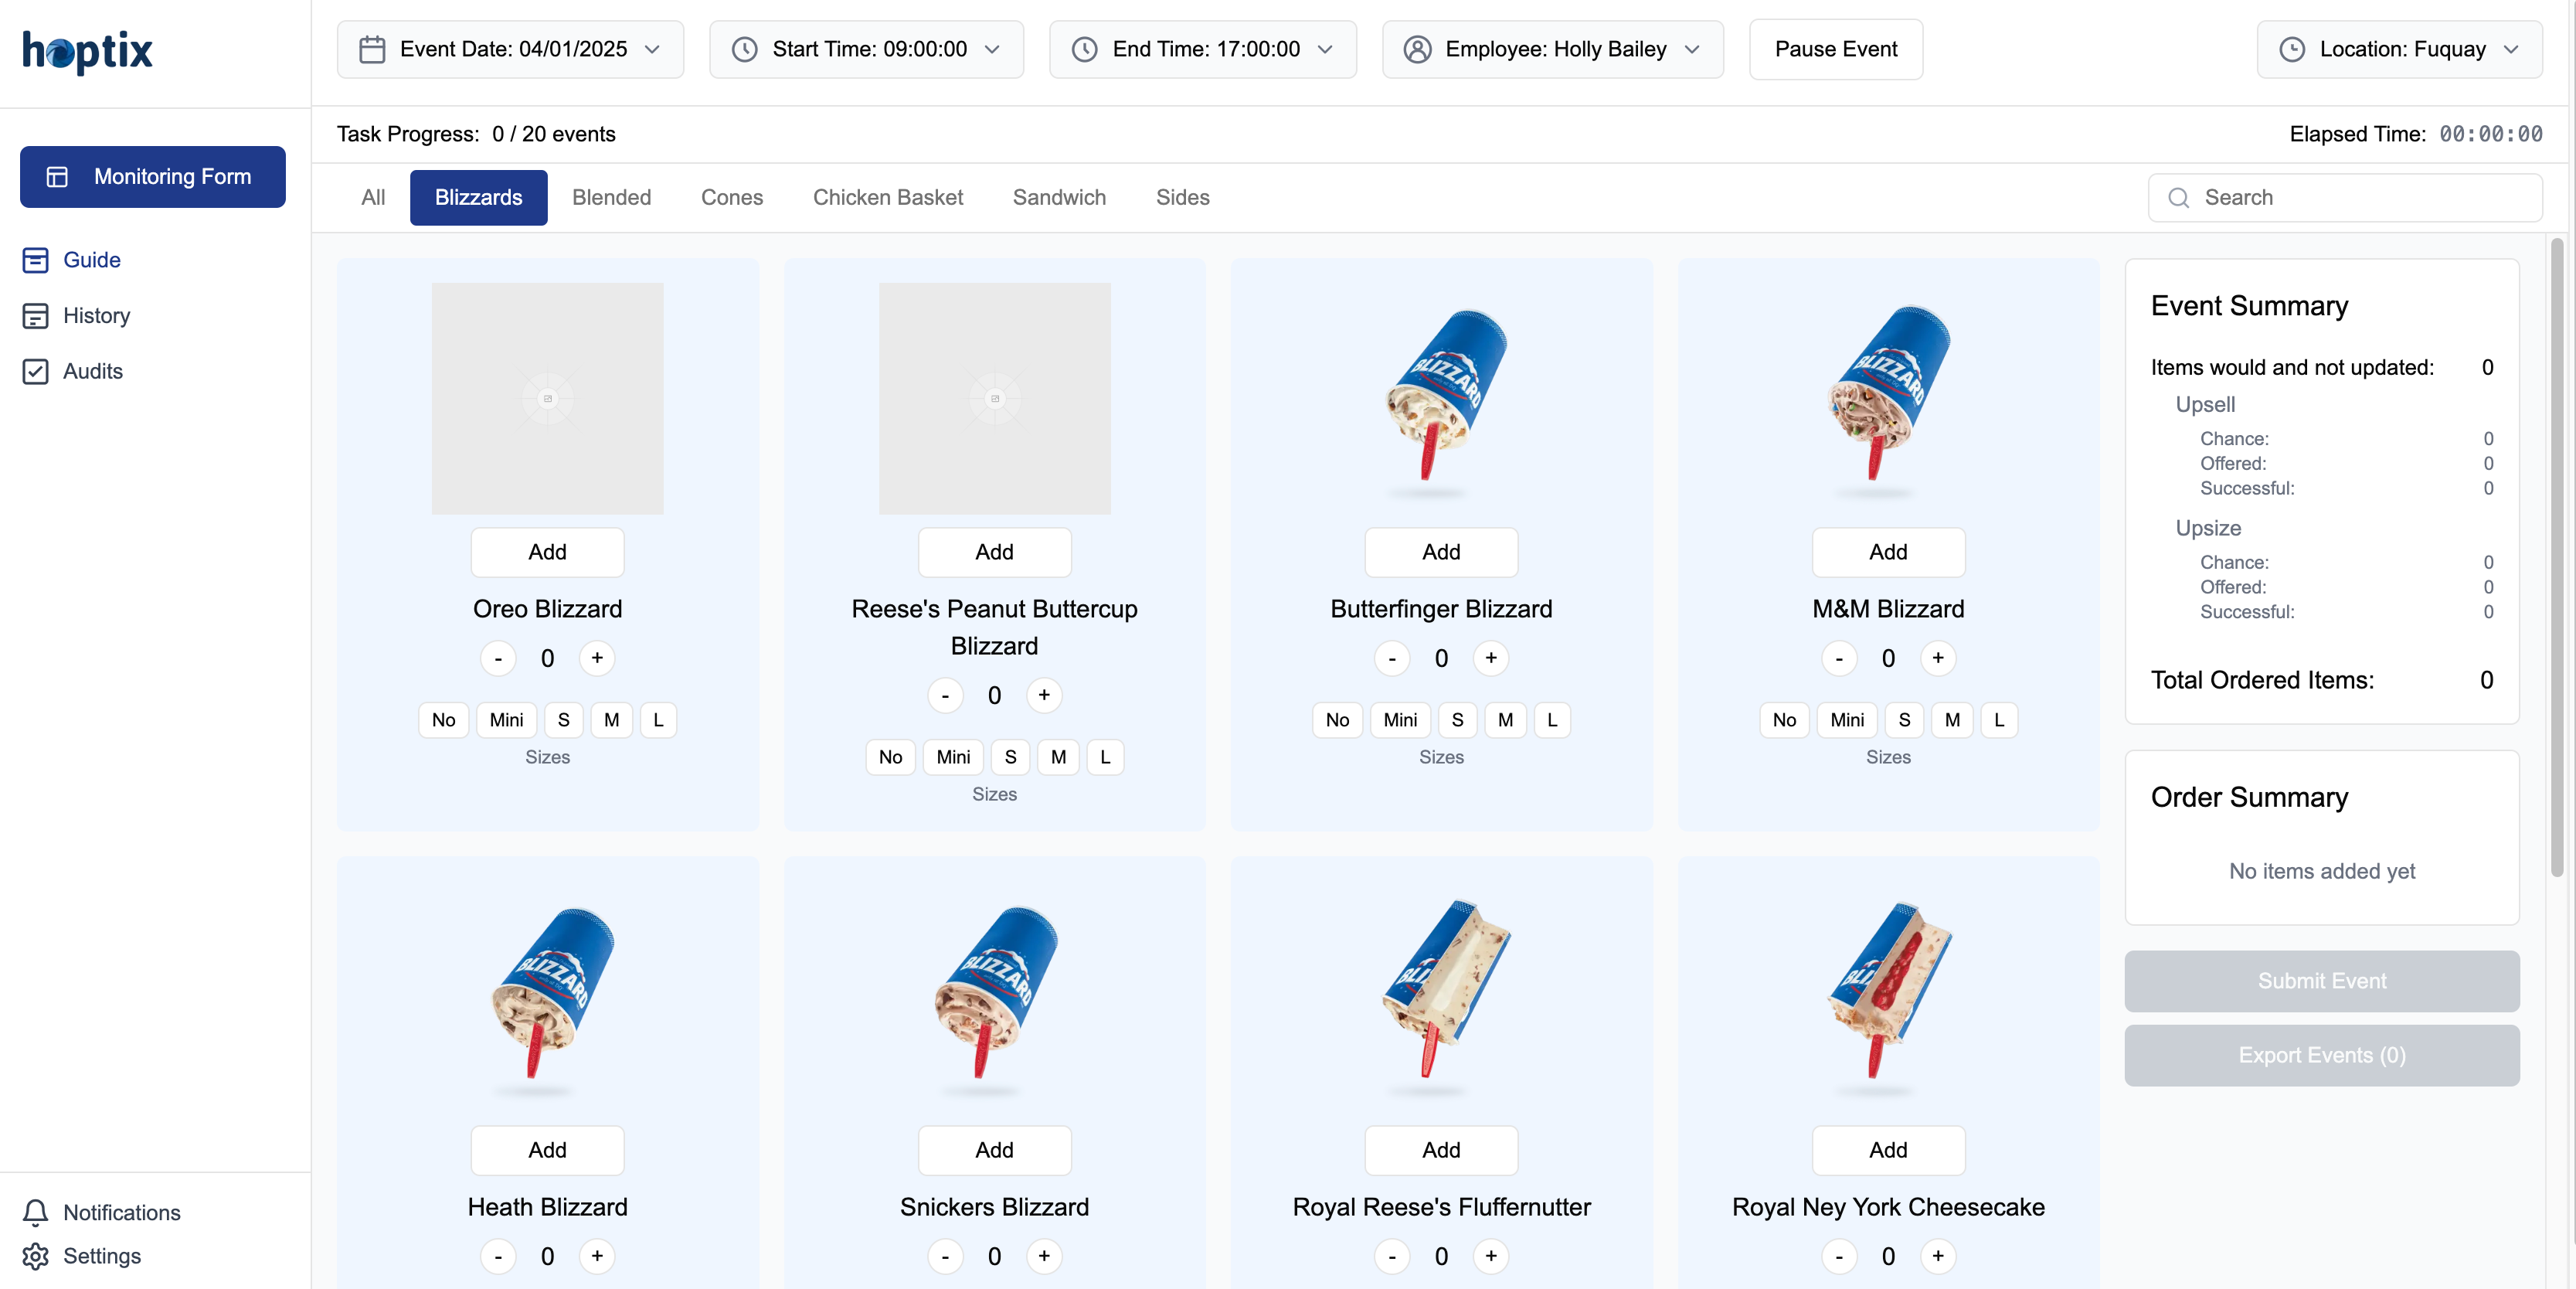 hoptix
Event Date: 04/01/2025
Start Time: 09:00:00
End Time: 17:00:00
Employee: Holly Bailey
Pause Event
Location: Fuquay
Monitoring Form
Guide
History
Audits
Notifications
Settings
Task Progress: 0 / 20 events
Elapsed Time: 00:00:00
All
Blizzards
Blended
Cones
Chicken Basket
Sandwich
Sides
Search
Add
Oreo Blizzard
- 0 +
No Mini S M L
Sizes
Add
Reese's Peanut Buttercup
Blizzard
- 0 +
No Mini S M L
Sizes
BLIZZARD
Add
Butterfinger Blizzard
- 0 +
No Mini S M L
Sizes
BLIZZARD
Add
M&M Blizzard
- 0 +
No Mini S M L
Sizes
BLIZZARD
Add
Heath Blizzard
- 0 +
BLIZZARD
Add
Snickers Blizzard
- 0 +
Add
Royal Reese's Fluffernutter
- 0 +
Add
Royal Ney York Cheesecake
- 0 +
Event Summary
Items would and not updated: 0
Upsell
Chance: 0
Offered: 0
Successful: 0
Upsize
Chance: 0
Offered: 0
Successful: 0
Total Ordered Items: 0
Order Summary
No items added yet
Submit Event
Export Events (0)